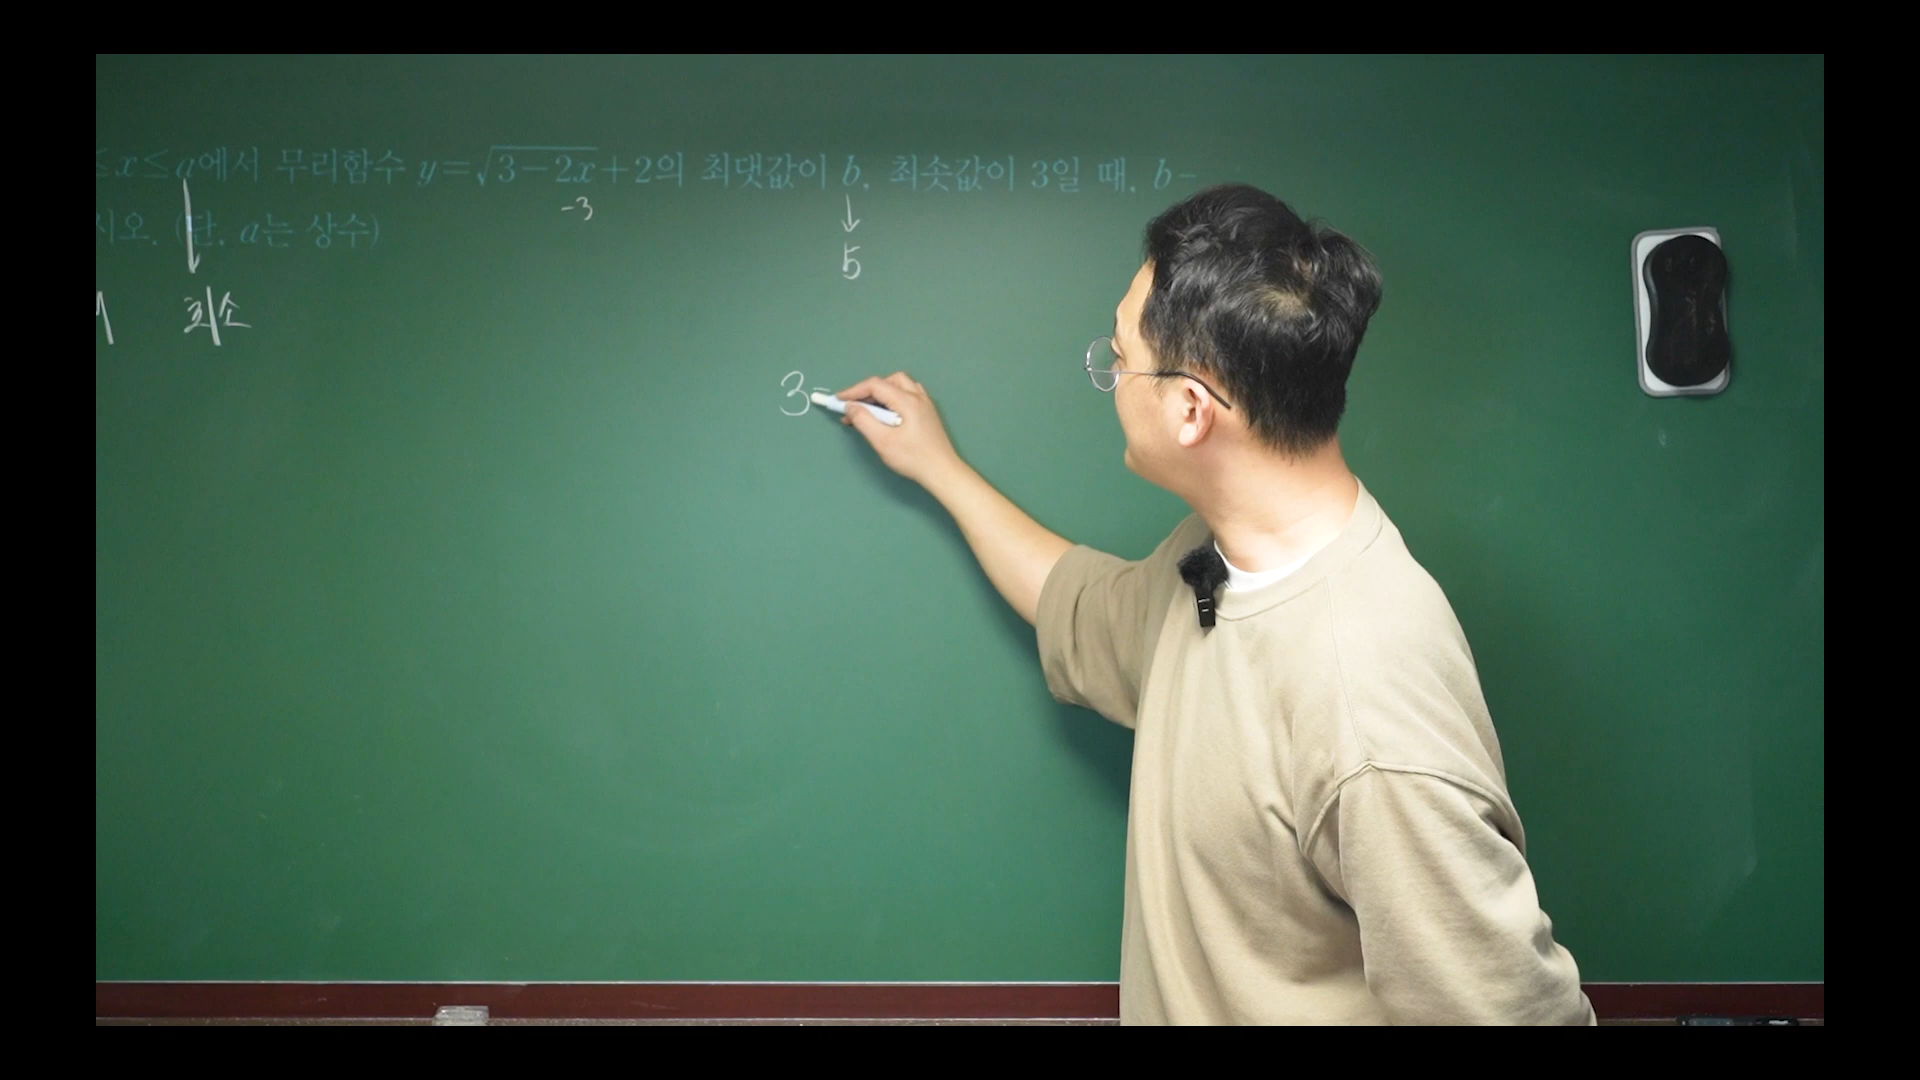 ≤x≤a에서 무리함수 y=√3-2x+2의 최댓값이 b, 최솟값이 3일 때, b-
-3
시오. (단, a는 상수)
5
최소
3=